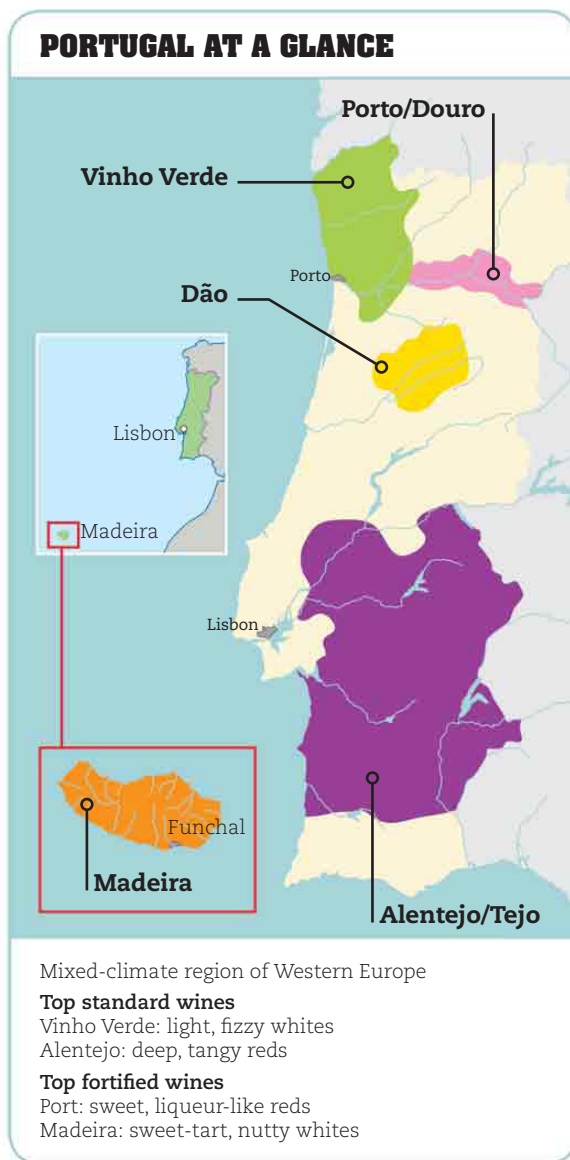 PORTUGAL AT A GLANCE
Porto/Douro
Vinho Verde
Porto
Dão
Lisbon
Madeira
Lisbon
Funchal
Madeira
Alentejo/Tejo
Mixed-climate region of Western Europe
Top standard wines
Vinho Verde: light, fizzy whites
Alentejo: deep, tangy reds
Top fortified wines
Port: sweet, liqueur-like reds
Madeira: sweet-tart, nutty whites